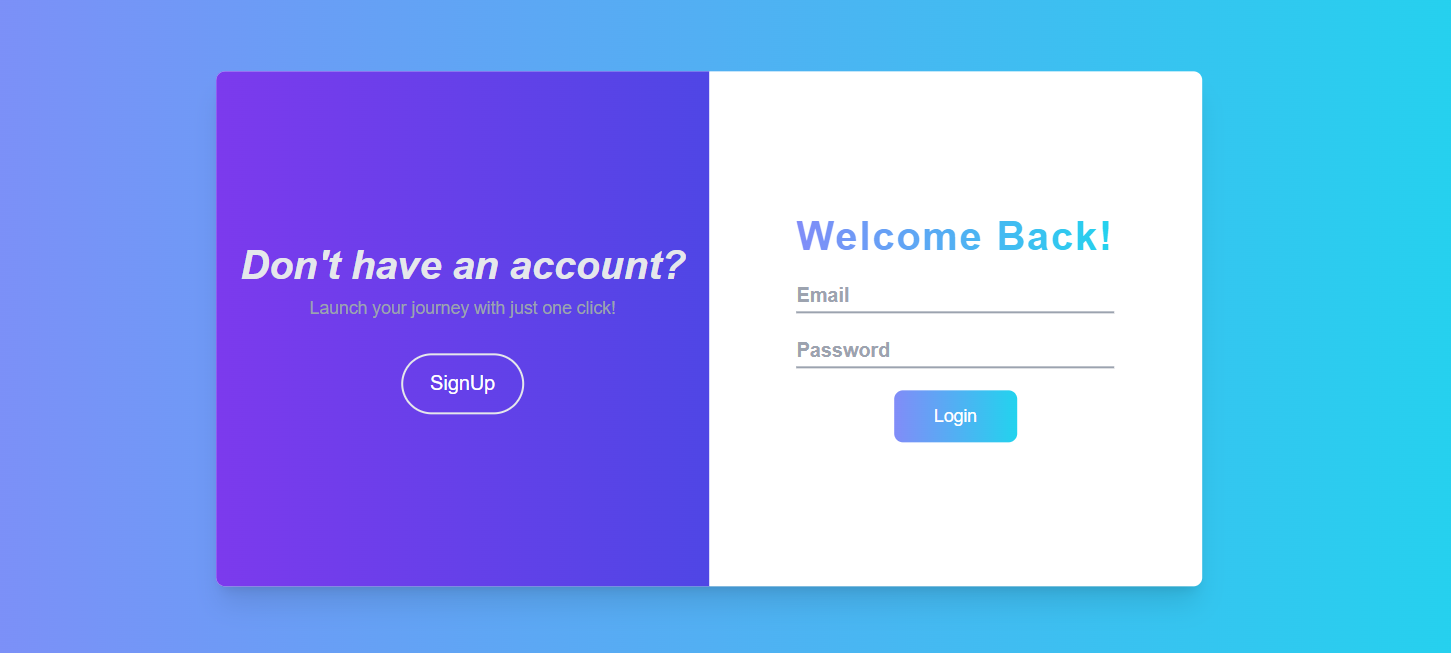 Don't have an account?
Launch your journey with just one click!
SignUp
Welcome Back!
Email
Password
Login